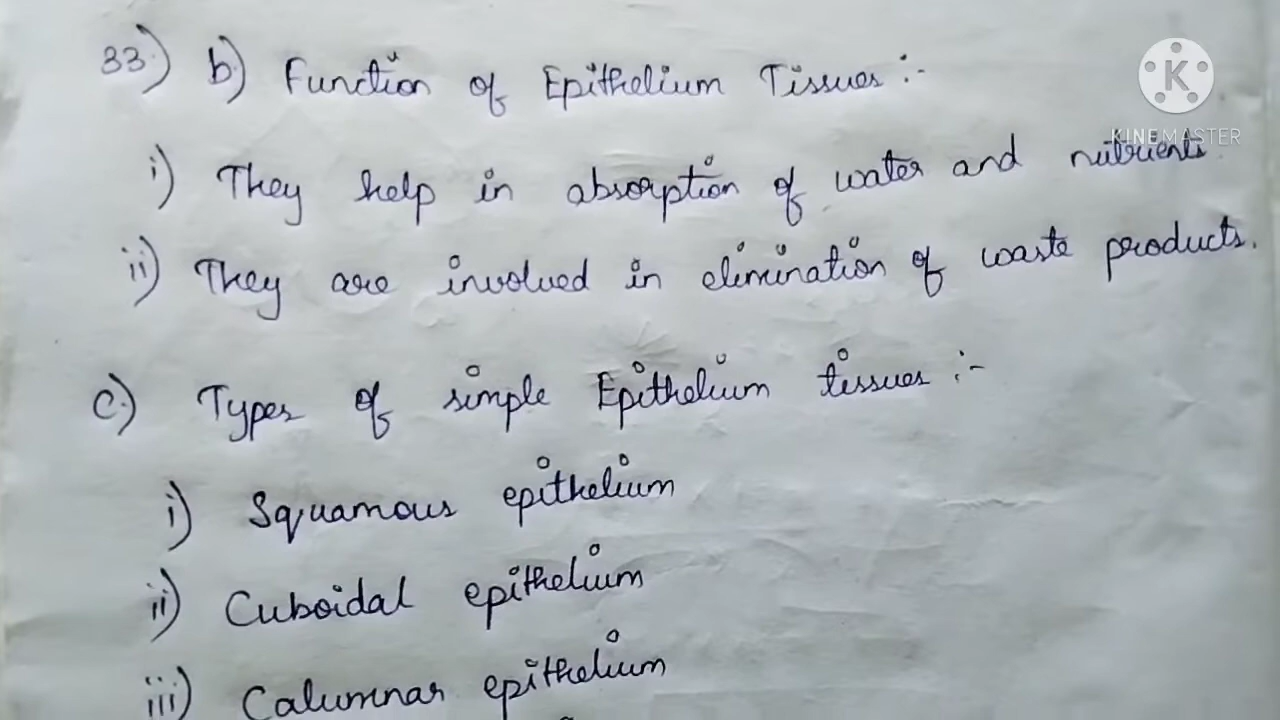 33.) b) Function of Epithelium Tissues :-
KINEMASTER
i) They help in absorption of water and nutrients.
ii) They are involved in elimination of waste products.
c.) Types of simple Epithelium tissues :-
i) Squamous epithelium
ii) Cuboidal epithelium
iii) Calumnar epithelium